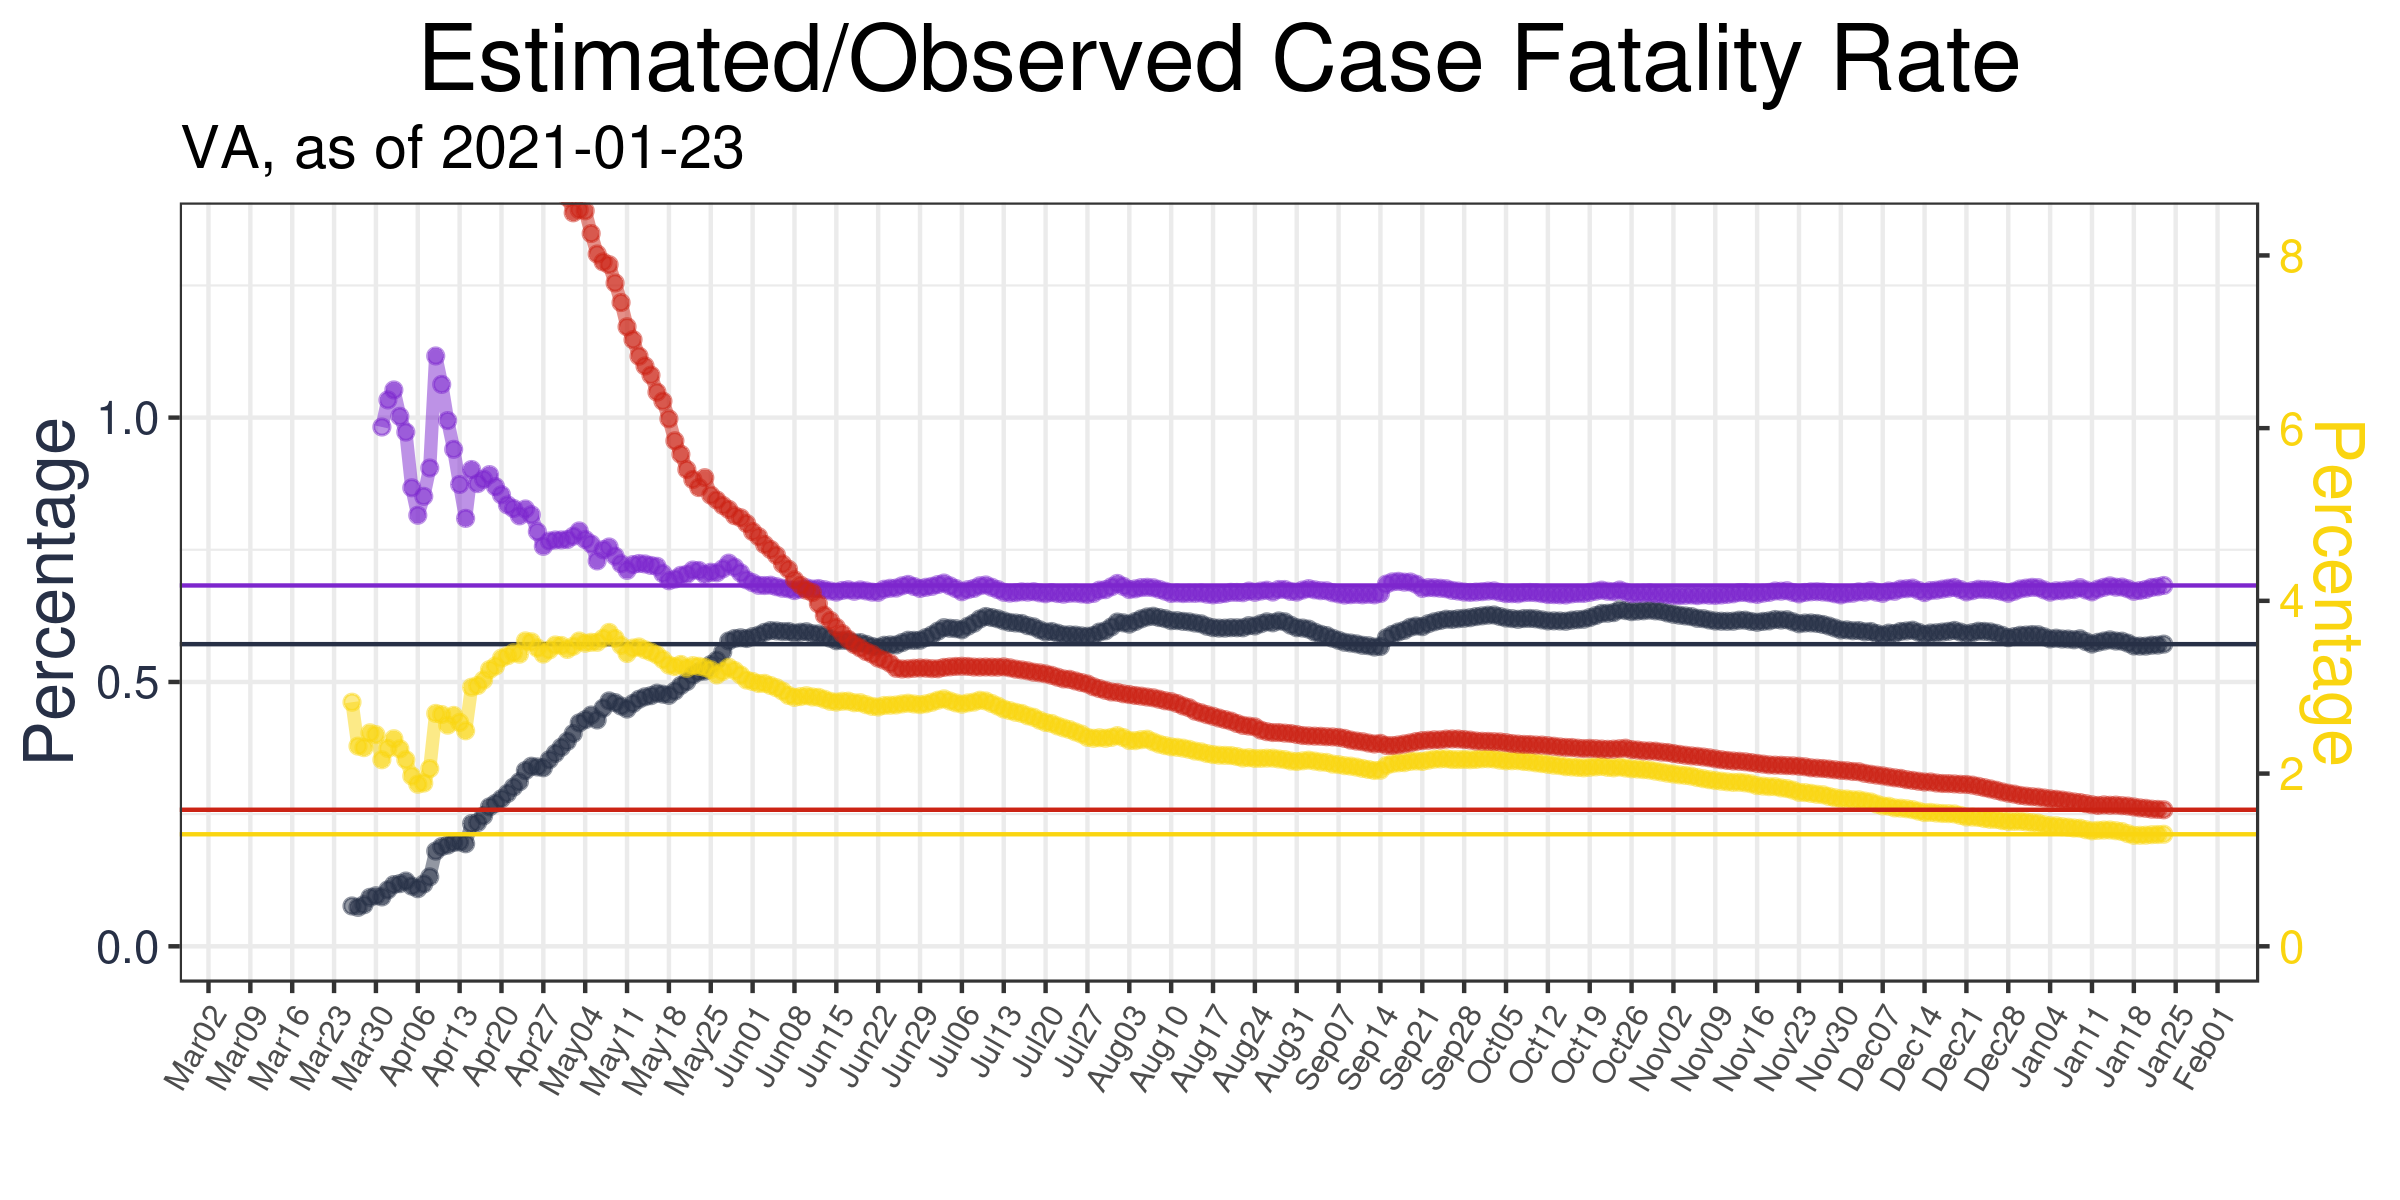 Estimated/Observed Case Fatality Rate
VA, as of 2021-01-23
Percentage
1.0
0.5
0.0
8
6
4
2
0
Percentage
Mar02
Mar09
Mar16
Mar23
Mar30
Apr06
Apr13
Apr20
Apr27
May04
May11
May18
May25
Jun01
Jun08
Jun15
Jun22
Jun29
Jul06
Jul13
Jul20
Jul27
Aug03
Aug10
Aug17
Aug24
Aug31
Sep07
Sep14
Sep21
Sep28
Oct05
Oct12
Oct19
Oct26
Nov02
Nov09
Nov16
Nov23
Nov30
Dec07
Dec14
Dec21
Dec28
Jan04
Jan11
Jan18
Jan25
Feb01